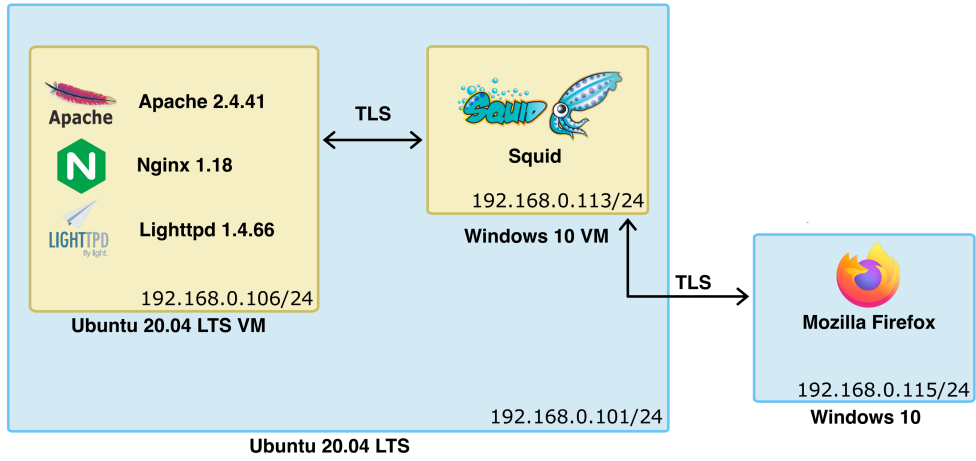 Apache
Apache 2.4.41
Nginx 1.18
LIGHTTPD
fly light.
Lighttpd 1.4.66
192.168.0.106/24
Ubuntu 20.04 LTS VM
TLS
SQUID
Squid
192.168.0.113/24
Windows 10 VM
TLS
Mozilla Firefox
192.168.0.115/24
Windows 10
192.168.0.101/24
Ubuntu 20.04 LTS